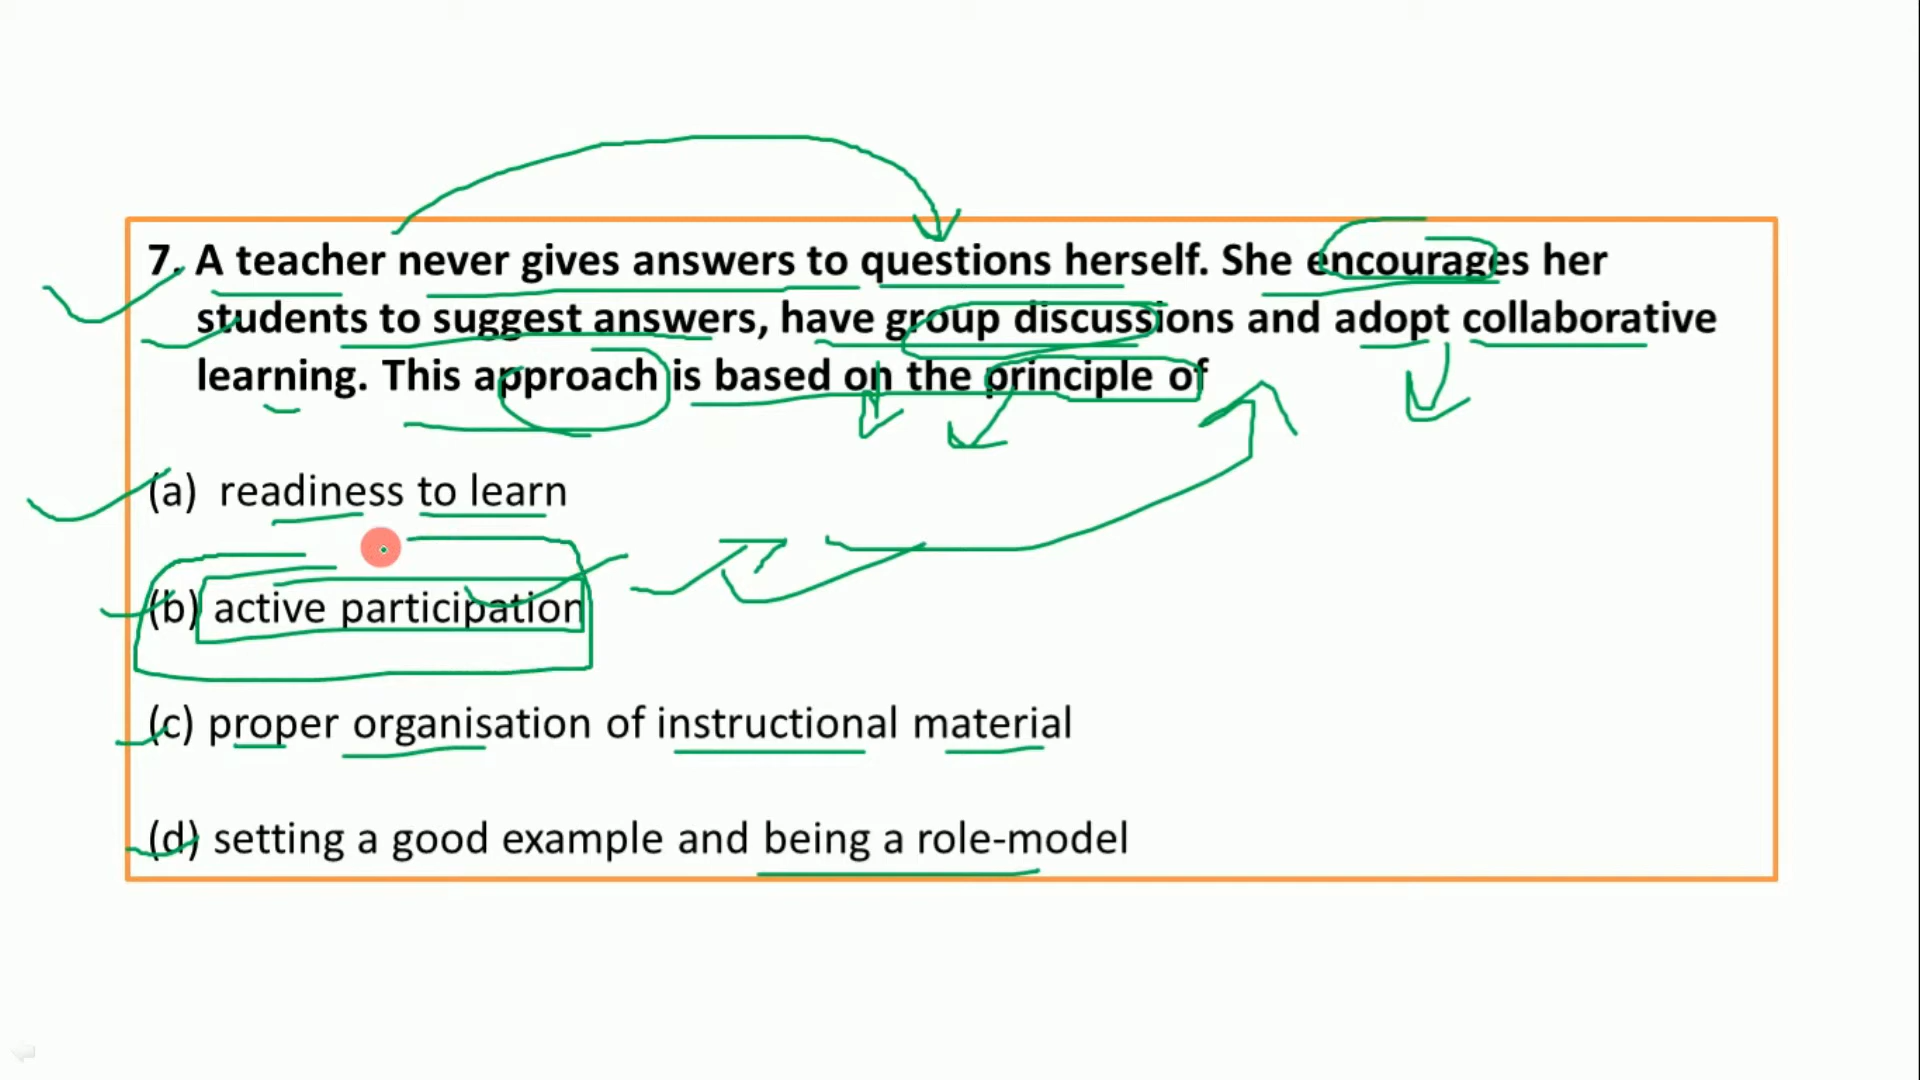 7. A teacher never gives answers to questions herself. She encourages her
students to suggest answers, have group discussions and adopt collaborative
learning. This approach is based on the principle of
(a) readiness to learn
(b) active participation
(c) proper organisation of instructional material
(d) setting a good example and being a role-model